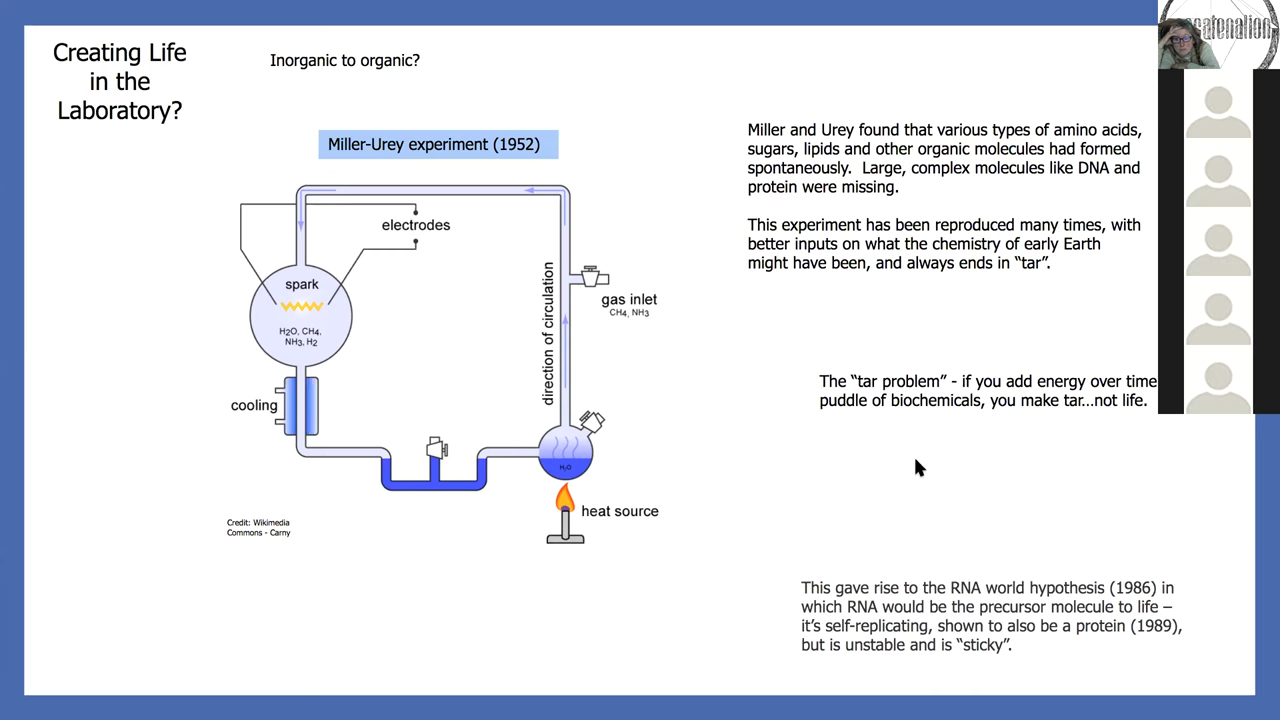 Creating Life
in the
Laboratory?
Inorganic to organic?
Miller-Urey experiment (1952)
electrodes
spark
H2O, CH4,
NH3, H2
cooling
direction of circulation
gas inlet
CH4, NH3
H2O
heat source
Credit: Wikimedia
Commons - Carny
Miller and Urey found that various types of amino acids,
sugars, lipids and other organic molecules had formed
spontaneously. Large, complex molecules like DNA and
protein were missing.
This experiment has been reproduced many times, with
better inputs on what the chemistry of early Earth
might have been, and always ends in “tar”.
The “tar problem” - if you add energy over time
puddle of biochemicals, you make tar…not life.
This gave rise to the RNA world hypothesis (1986) in
which RNA would be the precursor molecule to life –
it’s self-replicating, shown to also be a protein (1989),
but is unstable and is “sticky”.